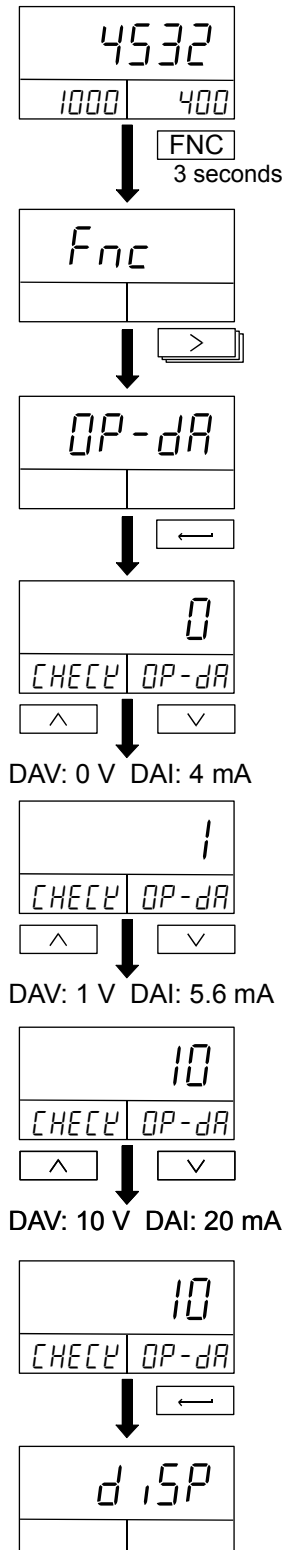 4532
1000 400
FNC
3 seconds
Fnc
>
OP-dA
←
0
CHECK OP-dA
∧ ∨
DAV: 0 V DAI: 4 mA
1
CHECK OP-dA
∧ ∨
DAV: 1 V DAI: 5.6 mA
10
CHECK OP-dA
∧ ∨
DAV: 10 V DAI: 20 mA
10
CHECK OP-dA
←
diSP